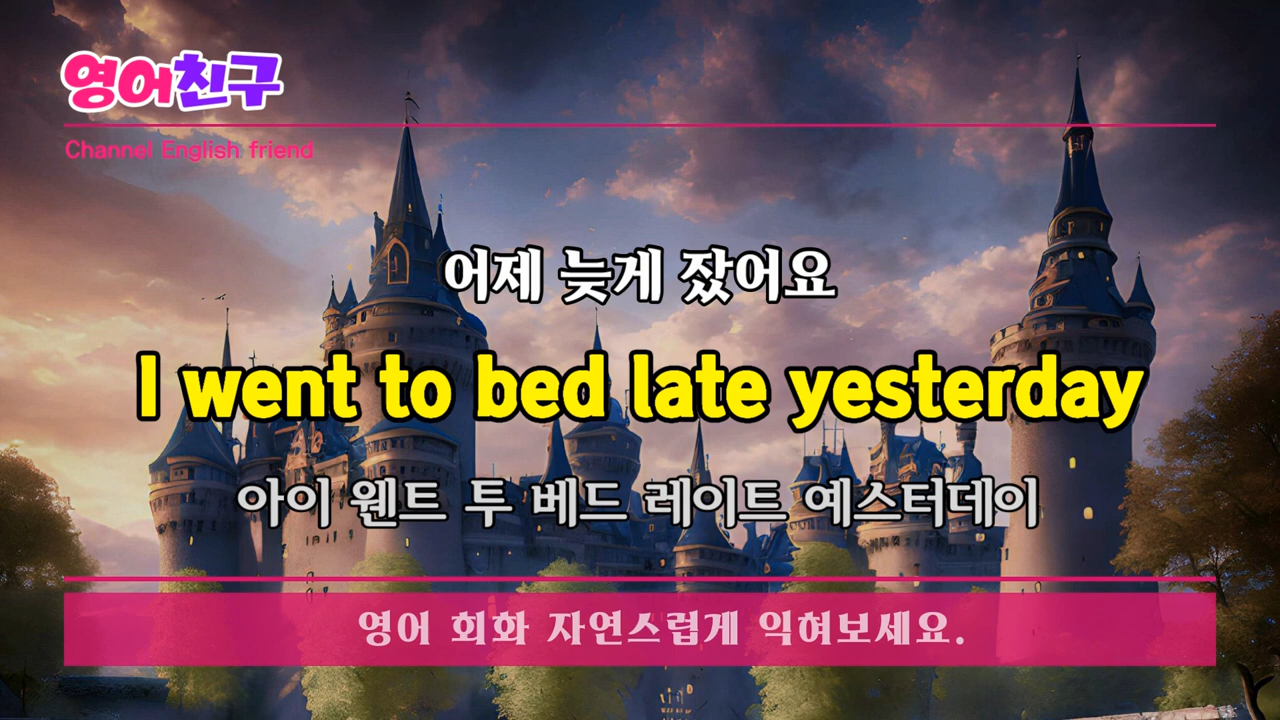 영어친구
Channel English friend
어제 늦게 잤어요
I went to bed late yesterday
아이 웬트 투 베드 레이트 예스터데이
영어 회화 자연스럽게 익혀보세요.